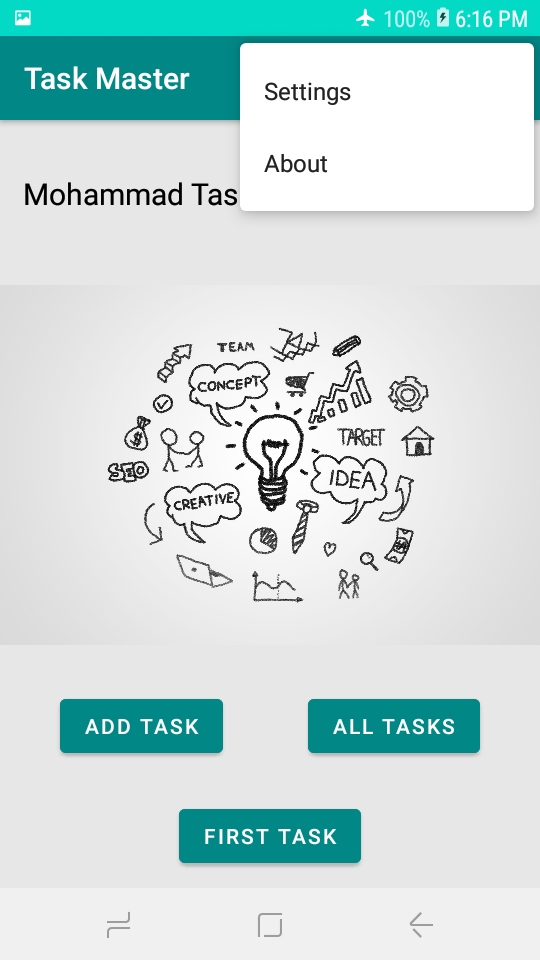 100% 6:16 PM
Task Master
Settings
About
Mohammad Tas
TEAM
CONCEPT
TARGET
SEO
IDEA
CREATIVE
ADD TASK
ALL TASKS
FIRST TASK